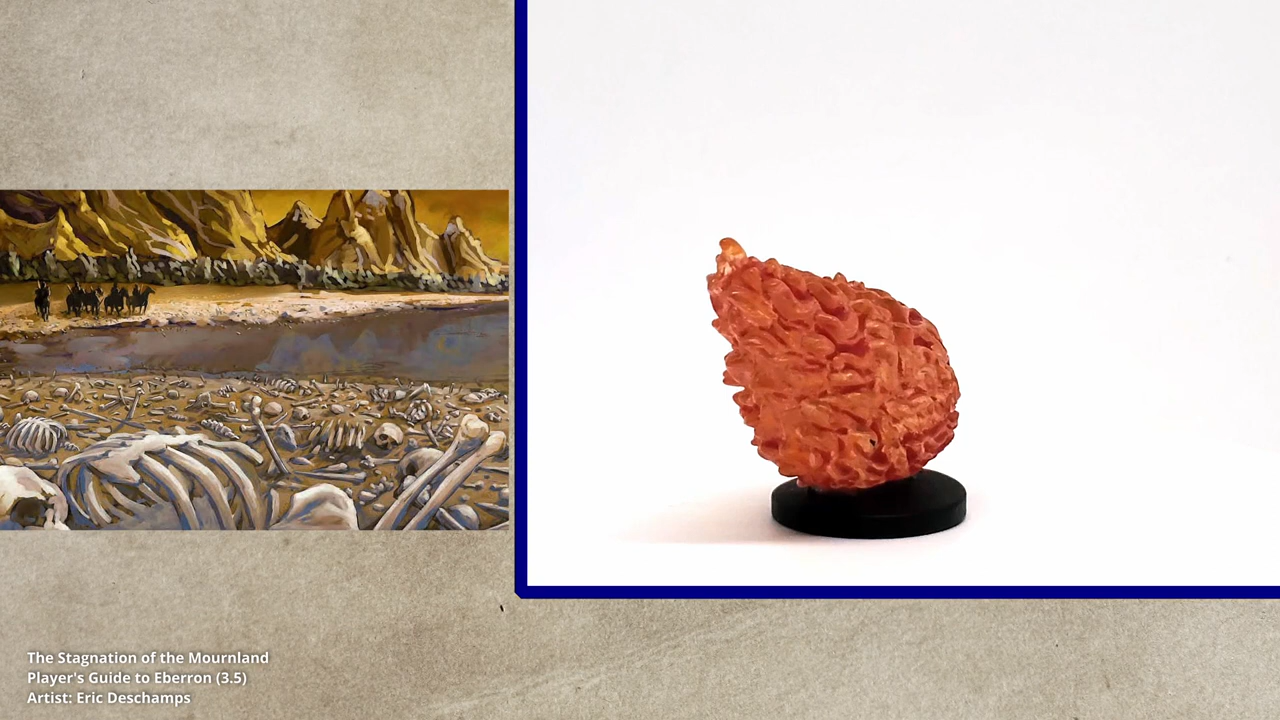 The Stagnation of the Mournland
Player's Guide to Eberron (3.5)
Artist: Eric Deschamps